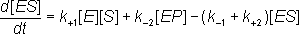 d[ES]/dt = k₊₁[E][S] + k₋₂[EP] − (k₋₁ + k₊₂)[ES]